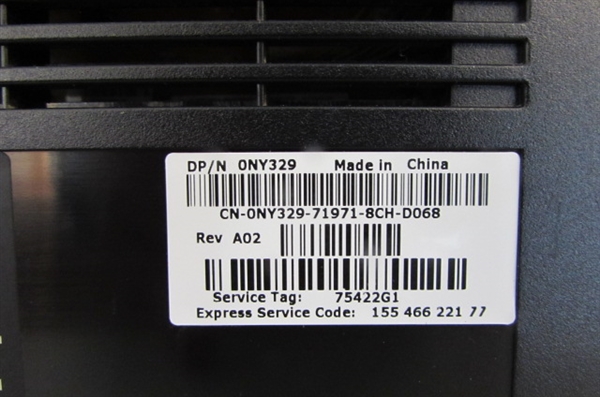 DP/N 0NY329 Made in China
CN-0NY329-71971-8CH-D068
Rev A02
Service Tag: 75422G1
Express Service Code: 155 466 221 77